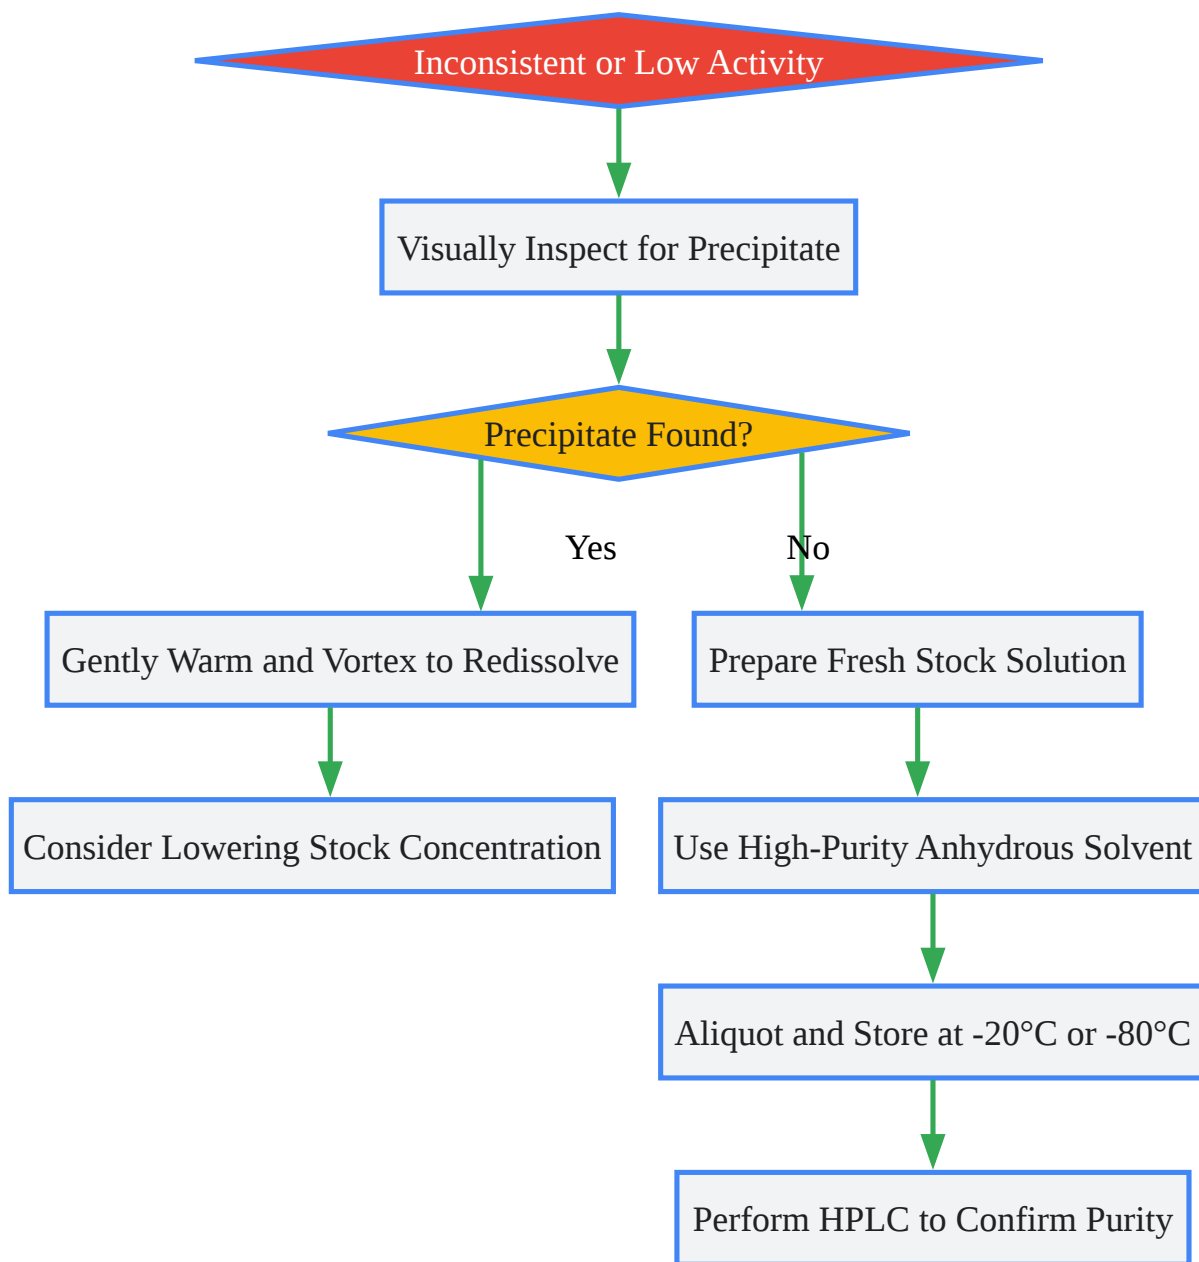 Inconsistent or Low Activity
Visually Inspect for Precipitate
Precipitate Found?
Yes
No
Gently Warm and Vortex to Redissolve
Prepare Fresh Stock Solution
Consider Lowering Stock Concentration
Use High-Purity Anhydrous Solvent
Aliquot and Store at -20°C or -80°C
Perform HPLC to Confirm Purity